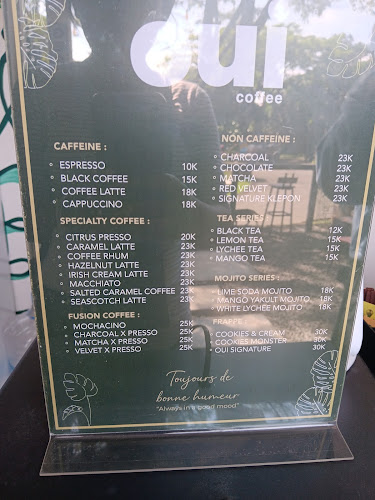 oui
coffee
CAFFEINE :
ESPRESSO 10K
BLACK COFFEE 15K
COFFEE LATTE 18K
CAPPUCCINO 18K
SPECIALTY COFFEE :
CITRUS PRESSO 20K
CARAMEL LATTE 23K
COFFEE RHUM 23K
HAZELNUT LATTE 23K
IRISH CREAM LATTE 23K
MACCHIATO 23K
SALTED CARAMEL COFFEE 23K
SEASCOTCH LATTE 23K
FUSION COFFEE :
MOCHACINO 25K
CHARCOAL X PRESSO 25K
MATCHA X PRESSO 25K
VELVET X PRESSO 25K
NON CAFFEINE :
CHARCOAL 23K
CHOCOLATE 23K
MATCHA 23K
RED VELVET 23K
SIGNATURE KLEPON 23K
TEA SERIES
BLACK TEA 12K
LEMON TEA 15K
LYCHEE TEA 15K
MANGO TEA 15K
MOJITO SERIES :
LIME SODA MOJITO 18K
MANGO YAKULT MOJITO 18K
WHITE LYCHEE MOJITO 18K
FRAPPE
COOKIES & CREAM 30K
COOKIES MONSTER 30K
OUI SIGNATURE 30K
Toujours de
bonne humeur
"Always in a good mood"